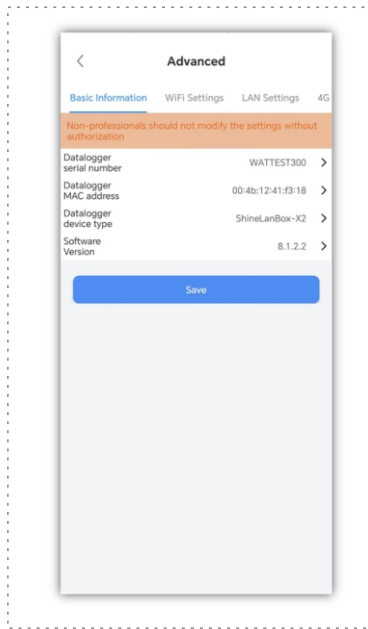 Advanced
Basic Information WiFi Settings LAN Settings 4G
Non-professionals should not modify the settings without
authorization
Datalogger
serial number
WATTEST300
Datalogger
MAC address
00:4b:12:41:f3:18
Datalogger
device type
ShineLanBox-X2
Software
Version
8.1.2.2
Save